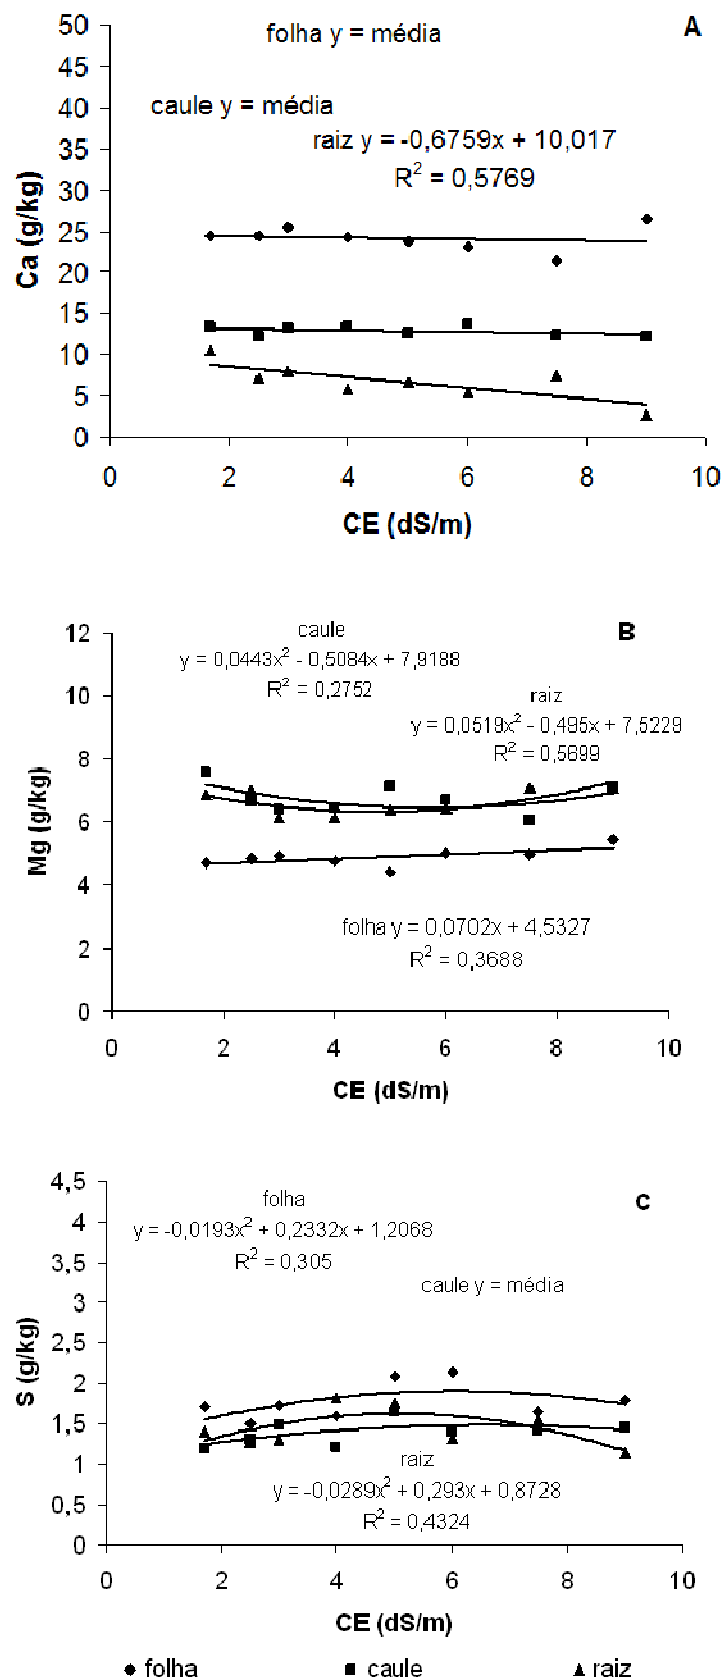 A
folha y = média
caule y = média
raiz y = -0,6759x + 10,017
R² = 0,5769
50
45
40
35
30
25
20
15
10
5
0
Ca (g/kg)
0 2 4 6 8 10
CE (dS/m)
B
caule
y = 0,0443x² - 0,5084x + 7,9188
R² = 0,2752
raiz
y = 0,0519x² - 0,495x + 7,5229
R² = 0,5699
12
10
8
6
4
2
0
Mg (g/kg)
folha y = 0,0702x + 4,5327
R² = 0,3688
0 2 4 6 8 10
CE (dS/m)
c
folha
y = -0,0193x² + 0,2332x + 1,2068
R² = 0,305
caule y = média
4,5
4
3,5
3
2,5
2
1,5
1
0,5
0
S (g/kg)
raiz
y = -0,0289x² + 0,293x + 0,8728
R² = 0,4324
0 2 4 6 8 10
CE (dS/m)
folha caule raiz